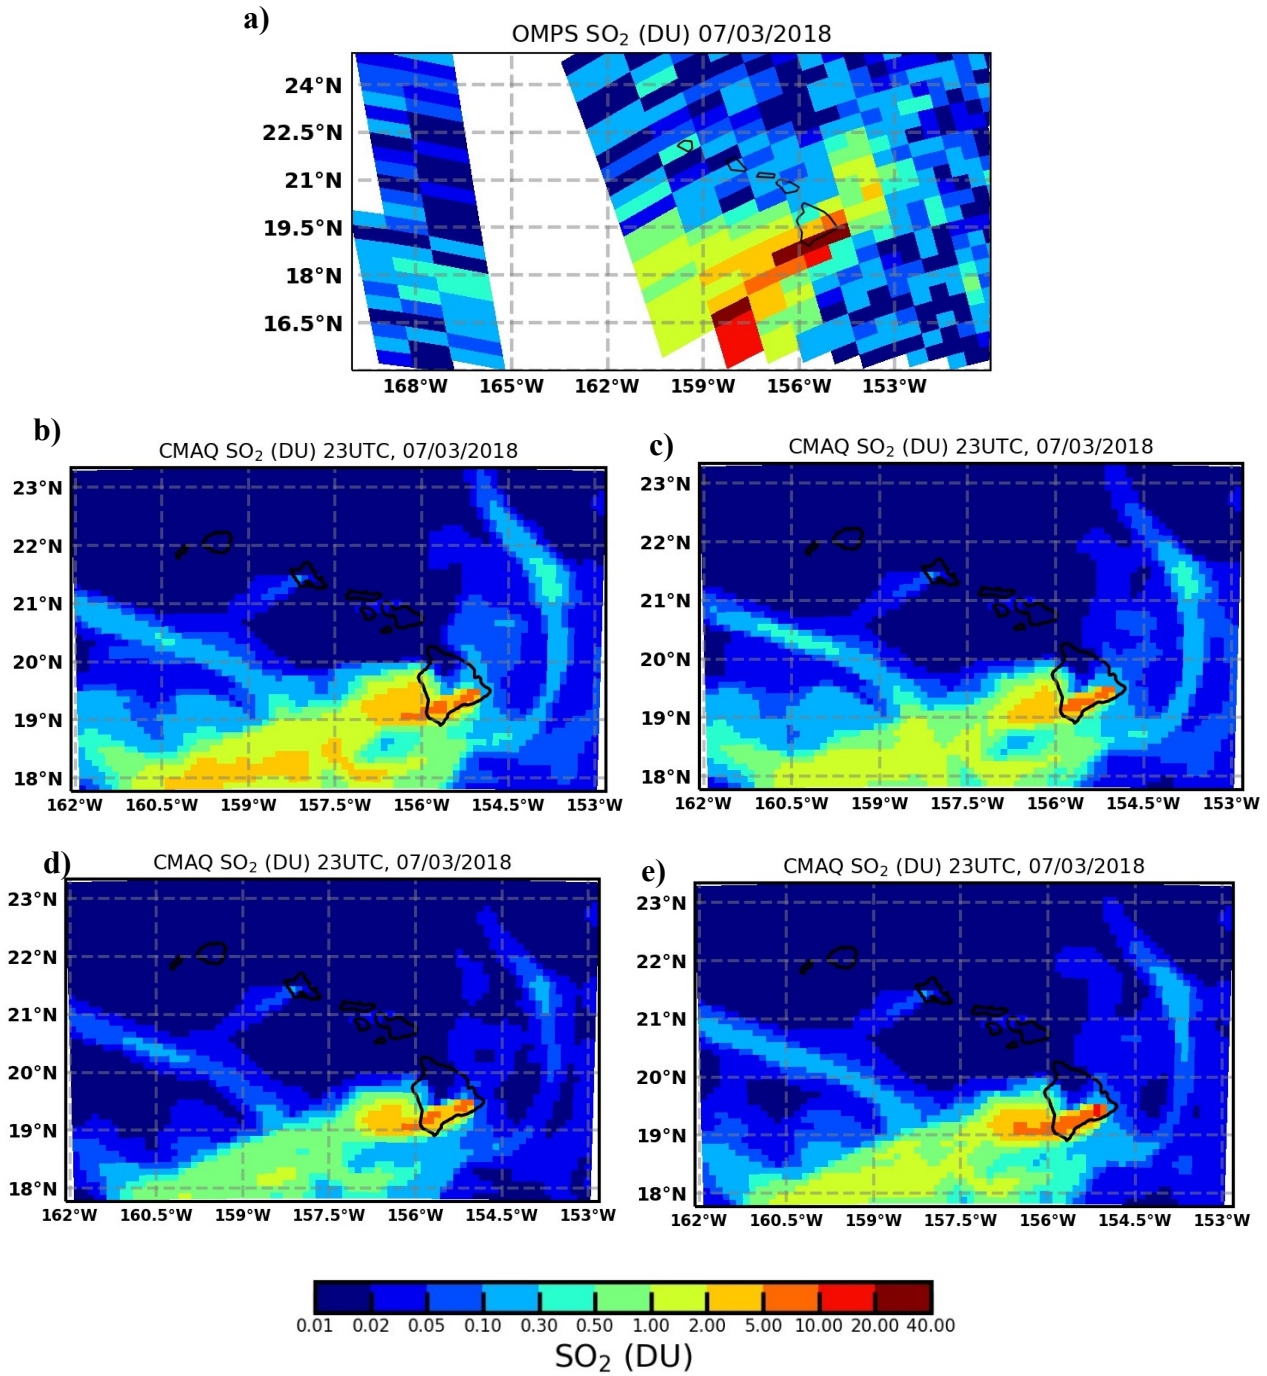 a)
OMPS SO₂ (DU) 07/03/2018
24°N
22.5°N
21°N
19.5°N
18°N
16.5°N
168°W 165°W 162°W 159°W 156°W 153°W
b)
CMAQ SO₂ (DU) 23UTC, 07/03/2018
23°N
22°N
21°N
20°N
19°N
18°N
162°W 160.5°W 159°W 157.5°W 156°W 154.5°W 153°W
c)
CMAQ SO₂ (DU) 23UTC, 07/03/2018
23°N
22°N
21°N
20°N
19°N
18°N
162°W 160.5°W 159°W 157.5°W 156°W 154.5°W 153°W
d)
CMAQ SO₂ (DU) 23UTC, 07/03/2018
23°N
22°N
21°N
20°N
19°N
18°N
162°W 160.5°W 159°W 157.5°W 156°W 154.5°W 153°W
e)
CMAQ SO₂ (DU) 23UTC, 07/03/2018
23°N
22°N
21°N
20°N
19°N
18°N
162°W 160.5°W 159°W 157.5°W 156°W 154.5°W 153°W
0.01 0.02 0.05 0.10 0.30 0.50 1.00 2.00 5.00 10.00 20.00 40.00
SO₂ (DU)